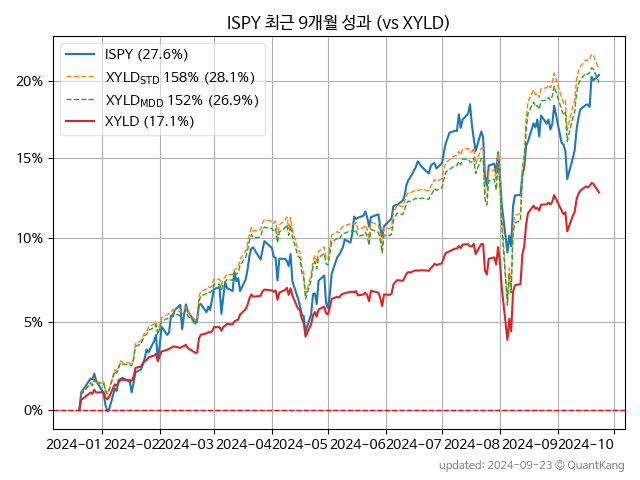 ISPY 최근 9개월 성과 (vs XYLD)
ISPY (27.6%)
XYLD_STD 158% (28.1%)
XYLD_MDD 152% (26.9%)
XYLD (17.1%)
20%
15%
10%
5%
0%
2024-01 2024-02 2024-03 2024-04 2024-05 2024-06 2024-07 2024-08 2024-09 2024-10
updated: 2024-09-23 © QuantKang